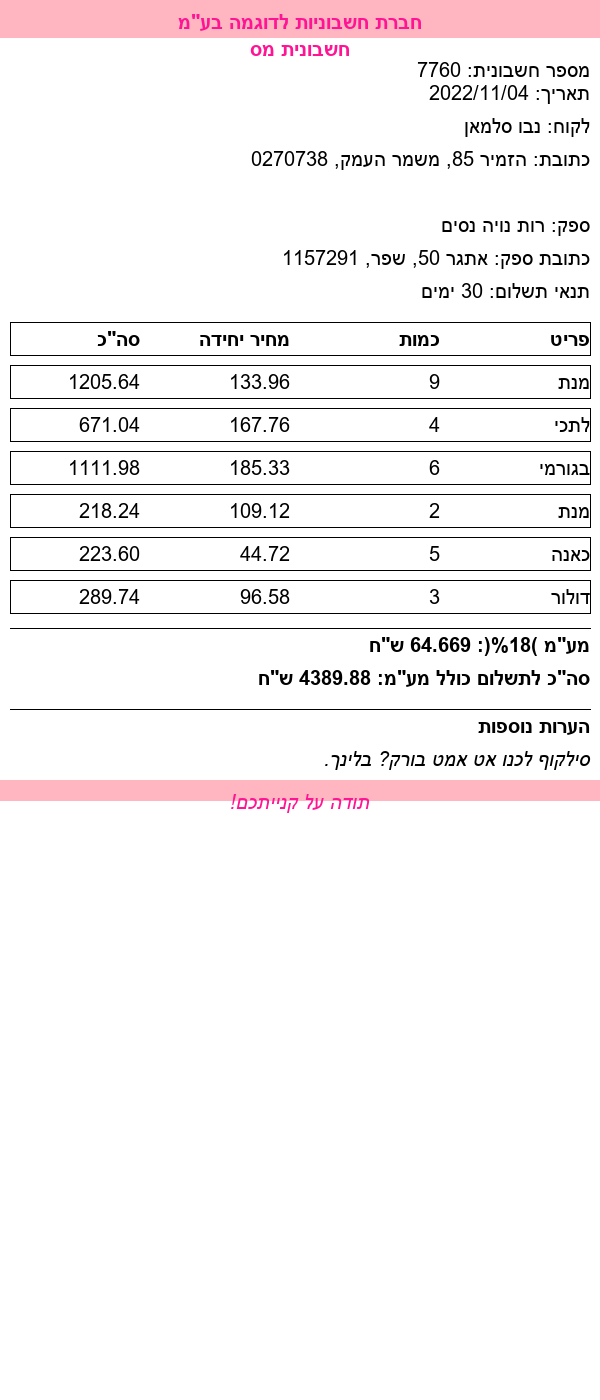 חברת חשבוניות לדוגמה בע"מ
חשבונית מס
מספר חשבונית: 7760
תאריך: 2022/11/04
לקוח: נבו סלמאן
כתובת: הזמיר 85, משמר העמק, 0270738
ספק: רות נויה נסים
כתובת ספק: אתגר 50, שפר, 1157291
תנאי תשלום: 30 ימים
פריט כמות מחיר יחידה סה"כ
מנת 9 133.96 1205.64
לתכי 4 167.76 671.04
בגורמי 6 185.33 1111.98
מנת 2 109.12 218.24
כאנה 5 44.72 223.60
דולור 3 96.58 289.74
מע"מ )18%(: 64.669 ש"ח
סה"כ לתשלום כולל מע"מ: 4389.88 ש"ח
הערות נוספות
סילקוף לכנו אט אמט בורק? בלינך.
תודה על קנייתכם!